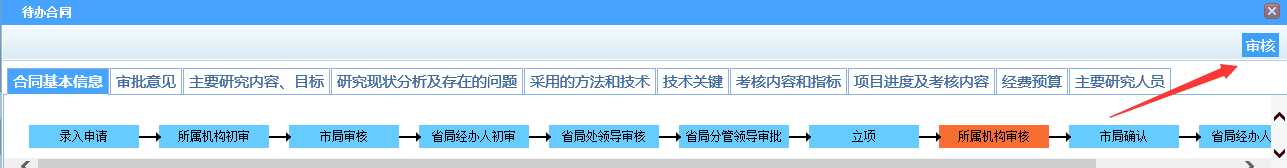 待办合同
审核
合同基本信息 审批意见 主要研究内容、目标 研究现状分析及存在的问题 采用的方法和技术 技术关键 考核内容和指标 项目进度及考核内容 经费预算 主要研究人员
录入申请 所属机构初审 市局审核 省局经办人初审 省局处领导审核 省局分管领导审批 立项 所属机构审核 市局确认 省局经办人